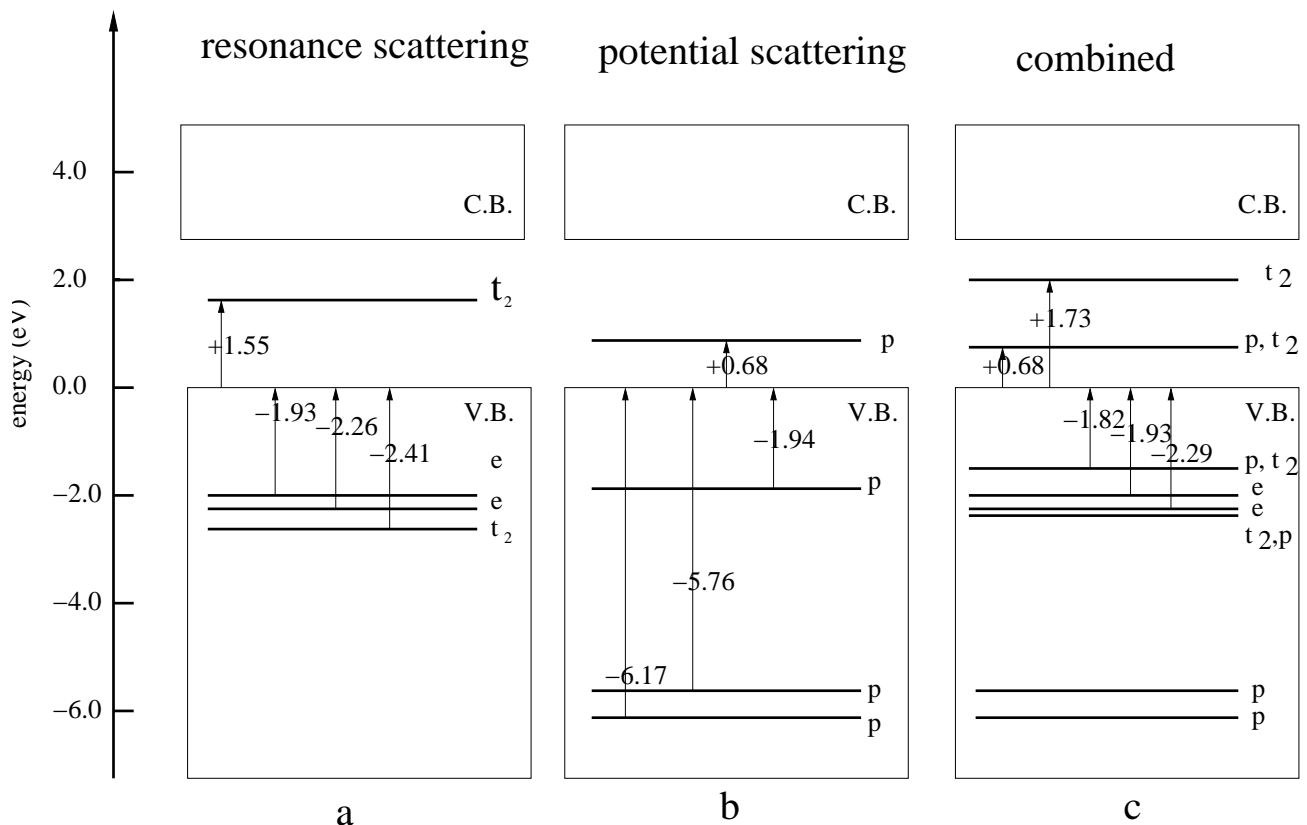 resonance scattering
potential scattering
combined
energy (eV)
4.0
2.0
0.0
−2.0
−4.0
−6.0
C.B.
t₂
+1.55
V.B.
−1.93
−2.26
−2.41
e
e
t₂
a
C.B.
p
+0.68
V.B.
−1.94
p
−5.76
−6.17
p
p
b
C.B.
t₂
+1.73
p, t₂
+0.68
V.B.
−1.82
−1.93
−2.29
p, t₂
e
e
t₂,p
p
p
c